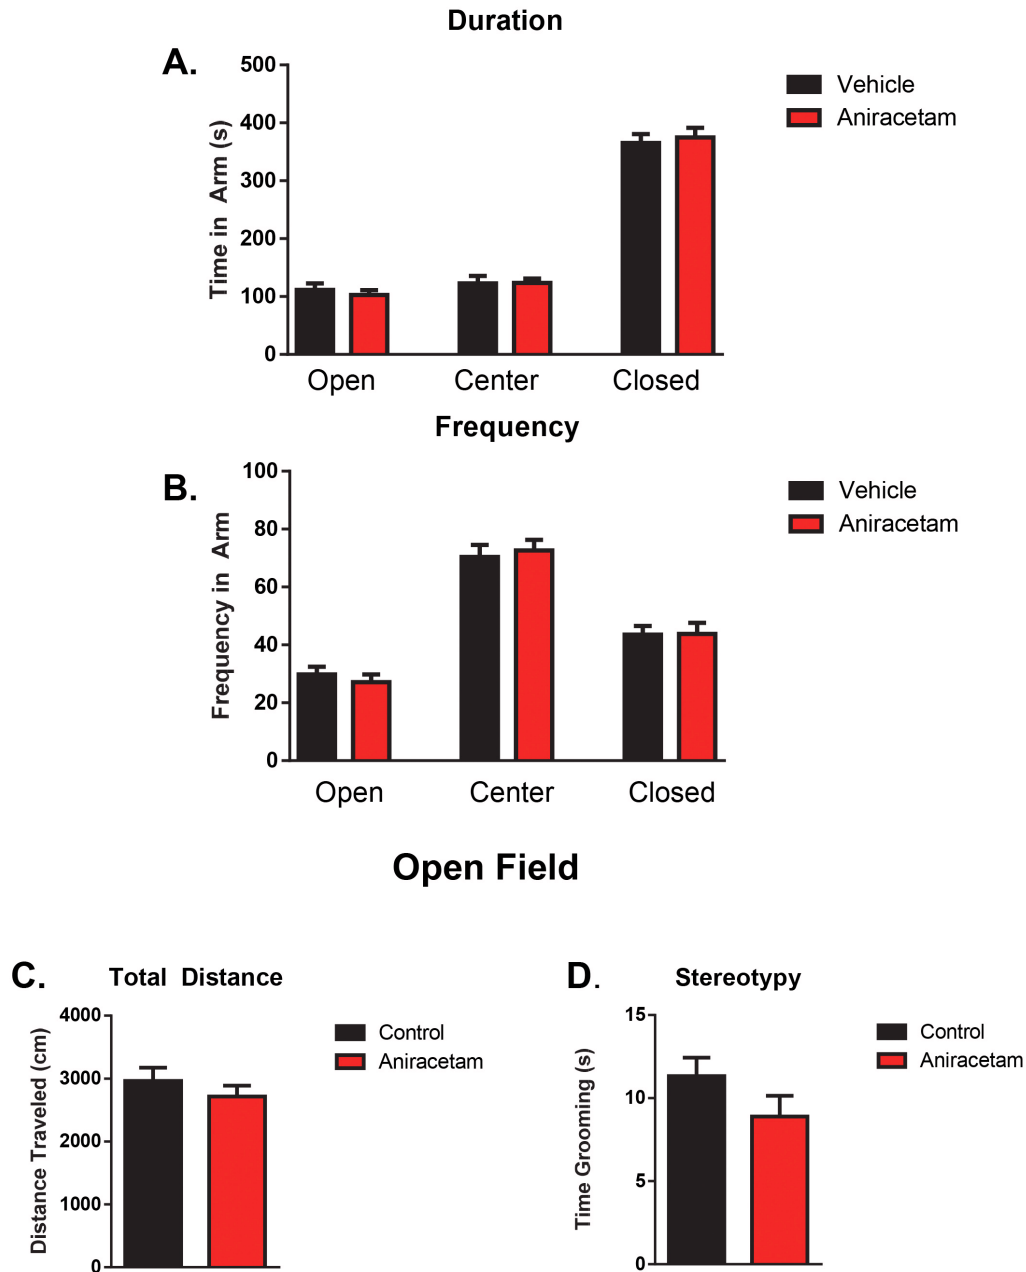 Duration
A.
500
400
300
200
100
0
Time in Arm (s)
Vehicle
Aniracetam
Open Center Closed
Frequency
B.
100
80
60
40
20
0
Frequency in Arm
Vehicle
Aniracetam
Open Center Closed
Open Field
C. Total Distance
4000
3000
2000
1000
0
Distance Traveled (cm)
Control
Aniracetam
D. Stereotypy
15
10
5
0
Time Grooming (s)
Control
Aniracetam